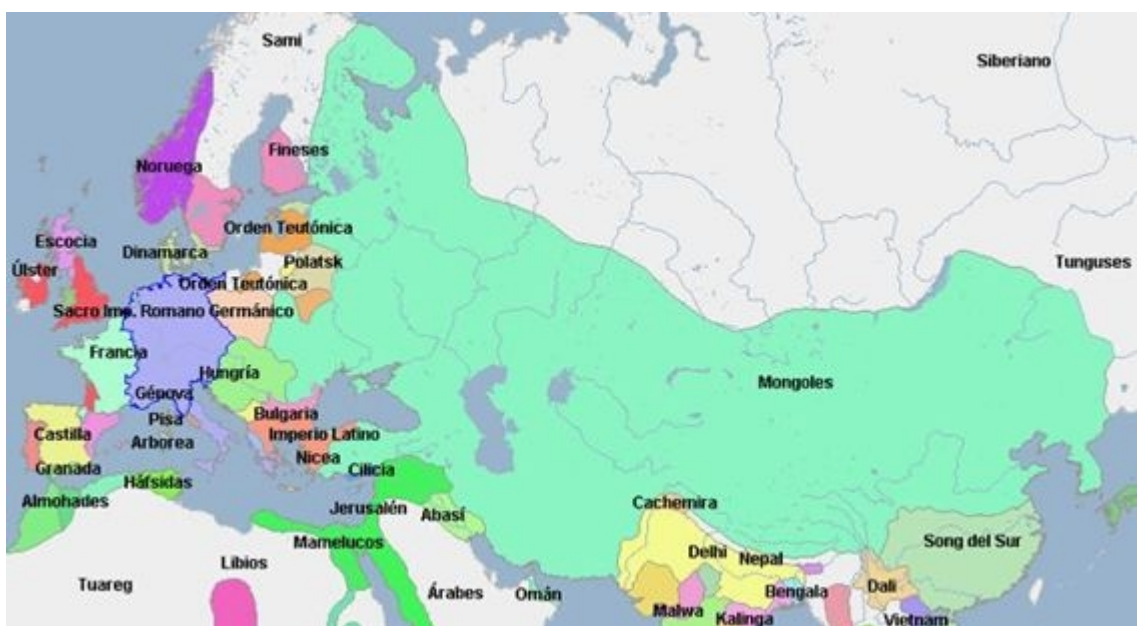 Sami
Siberiano
Noruega
Fineses
Escocia
Dinamarca
Orden Teutónica
Úlster
Polatsk
Tunguses
Orden Teutónica
Sacro Imp. Romano Germánico
Francia
Hungría
Mongoles
Génova
Pisa
Bulgaria
Castilla
Arborea
Imperio Latino
Granada
Nicea
Cilicia
Háfsidas
Almohades
Jerusalén
Abasí
Cachemira
Mamelucos
Delhi
Nepal
Song del Sur
Libios
Tuareg
Árabes
Omán
Bengala
Dali
Malwa
Kalinga
Vietnam